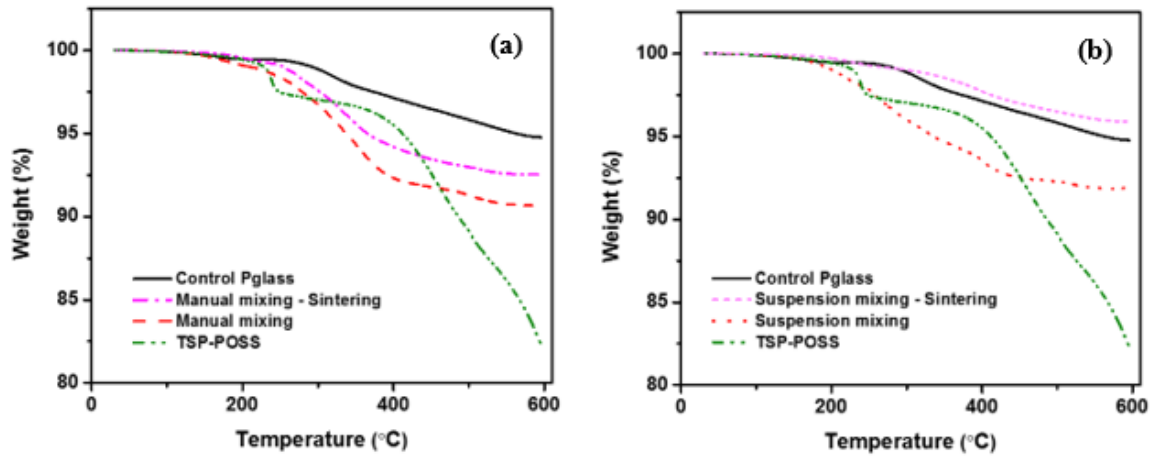 (a)
100
95
90
85
80
Weight (%)
Control Pglass
Manual mixing - Sintering
Manual mixing
TSP-POSS
0
200
400
600
Temperature (°C)
(b)
100
95
90
85
80
Weight (%)
Control Pglass
Suspension mixing - Sintering
Suspension mixing
TSP-POSS
0
200
400
600
Temperature (°C)